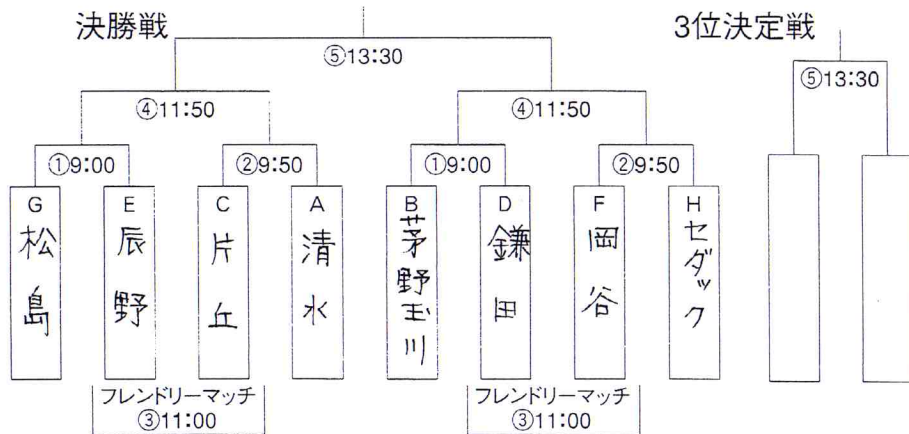 決勝戦
3位決定戦
⑤13:30
⑤13:30
④11:50
④11:50
①9:00
②9:50
①9:00
②9:50
G
松島
E
辰野
C
片丘
A
清水
B
茅野玉川
D
鎌田
F
岡谷
H
セダック
フレンドリーマッチ
③11:00
フレンドリーマッチ
③11:00